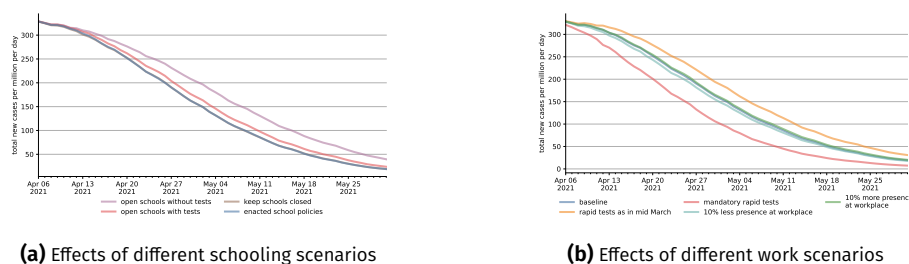 total new cases per million per day
300
250
200
150
100
50
Apr 06
2021
Apr 13
2021
Apr 20
2021
Apr 27
2021
May 04
2021
May 11
2021
May 18
2021
May 25
2021
open schools without tests
open schools with tests
keep schools closed
enacted school policies
(a) Effects of different schooling scenarios
total new cases per million per day
300
250
200
150
100
50
0
Apr 06
2021
Apr 13
2021
Apr 20
2021
Apr 27
2021
May 04
2021
May 11
2021
May 18
2021
May 25
2021
baseline
rapid tests as in mid March
mandatory rapid tests
10% less presence at workplace
10% more presence
at workplace
(b) Effects of different work scenarios